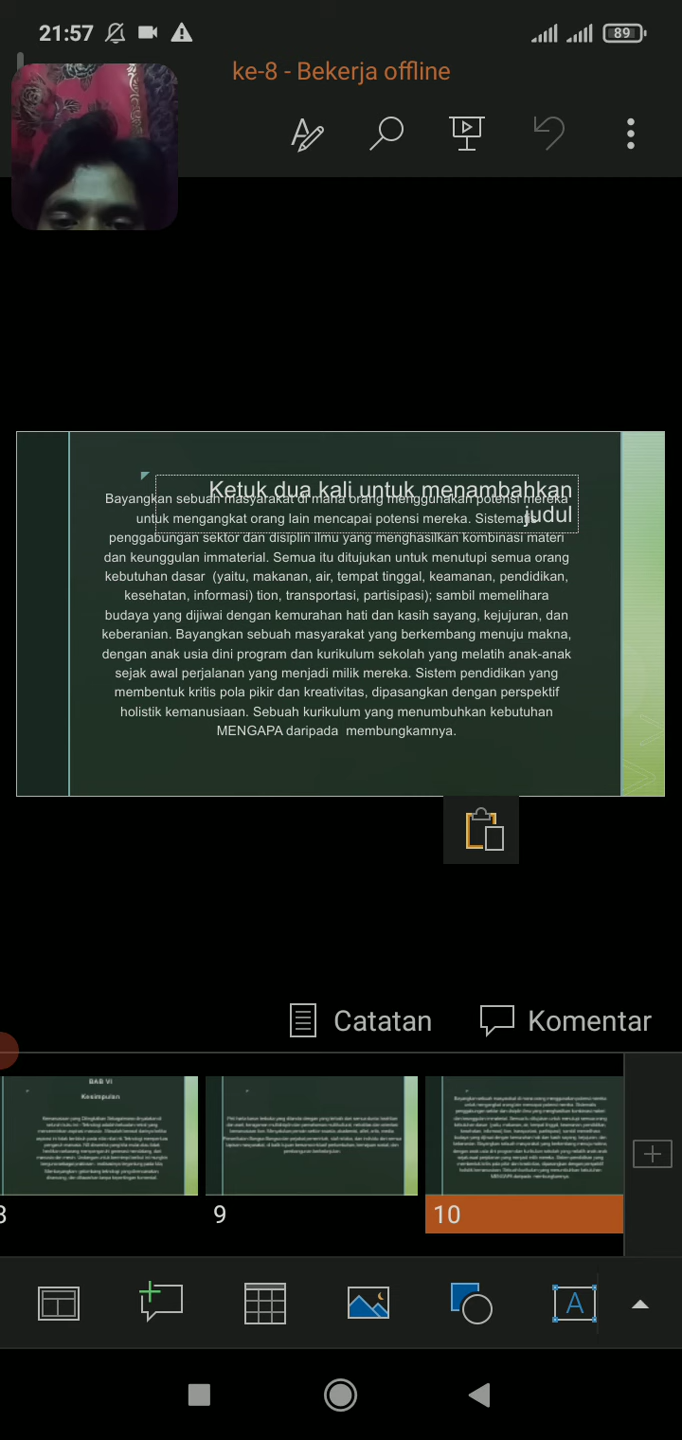 21:57
89
ke-8 - Bekerja offline
Ketuk dua kali untuk menambahkan
judul
Bayangkan sebuah masyarakat di mana orang menggunakan potensi mereka
untuk mengangkat orang lain mencapai potensi mereka. Sistematis
penggabungan sektor dan disiplin ilmu yang menghasilkan kombinasi materi
dan keunggulan immaterial. Semua itu ditujukan untuk menutupi semua orang
kebutuhan dasar (yaitu, makanan, air, tempat tinggal, keamanan, pendidikan,
kesehatan, informasi) tion, transportasi, partisipasi); sambil memelihara
budaya yang dijiwai dengan kemurahan hati dan kasih sayang, kejujuran, dan
keberanian. Bayangkan sebuah masyarakat yang berkembang menuju makna,
dengan anak usia dini program dan kurikulum sekolah yang melatih anak-anak
sejak awal perjalanan yang menjadi milik mereka. Sistem pendidikan yang
membentuk kritis pola pikir dan kreativitas, dipasangkan dengan perspektif
holistik kemanusiaan. Sebuah kurikulum yang menumbuhkan kebutuhan
MENGAPA daripada membungkamnya.
Catatan
Komentar
BAB VI
Kesimpulan
9
10
A